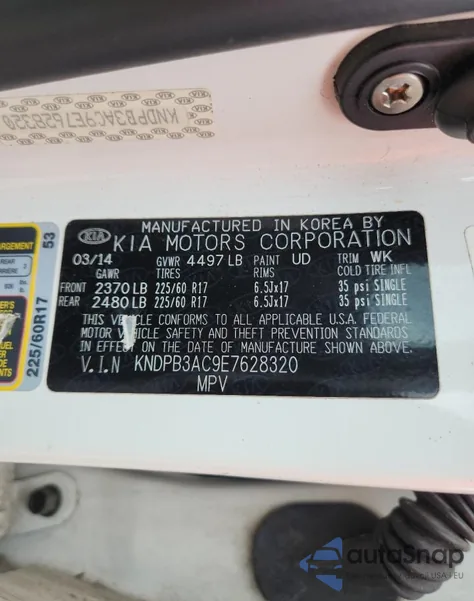 KNDPB3AC9E7628320
53
225/60R17
MANUFACTURED IN KOREA BY
KIA KIA MOTORS CORPORATION
03/14 GVWR 4497 LB PAINT UD TRIM WK
GAWR TIRES RIMS COLD TIRE INFL
FRONT 2370 LB 225/60 R17 6.5Jx17 35 psi SINGLE
REAR 2480 LB 225/60 R17 6.5Jx17 35 psi SINGLE
THIS VEHICLE CONFORMS TO ALL APPLICABLE U.S.A. FEDERAL
MOTOR VEHICLE SAFETY AND THEFT PREVENTION STANDARDS
IN EFFECT ON THE DATE OF MANUFACTURE SHOWN ABOVE.
V.I.N KNDPB3AC9E7628320
MPV
autoSnap